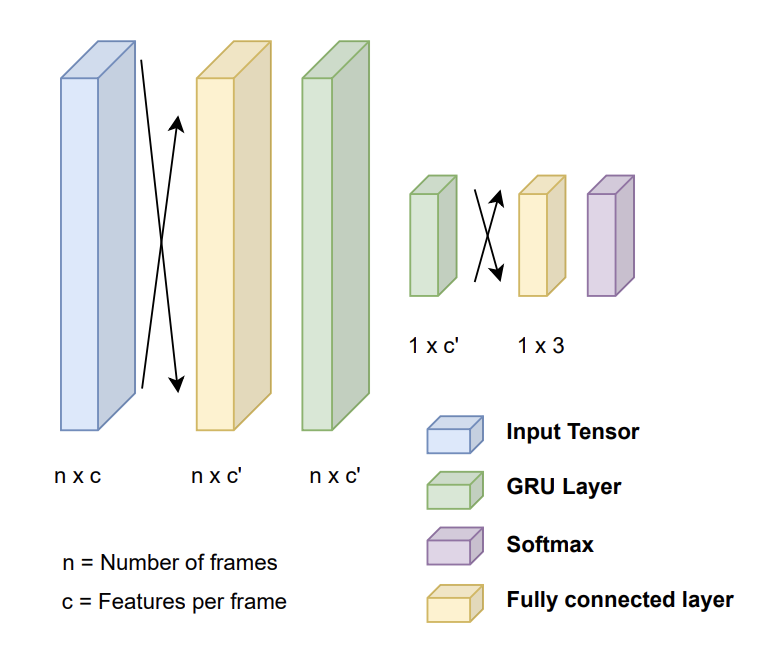 1 x c'
1 x 3
n x c
n x c'
n x c'
n = Number of frames
c = Features per frame
Input Tensor
GRU Layer
Softmax
Fully connected layer